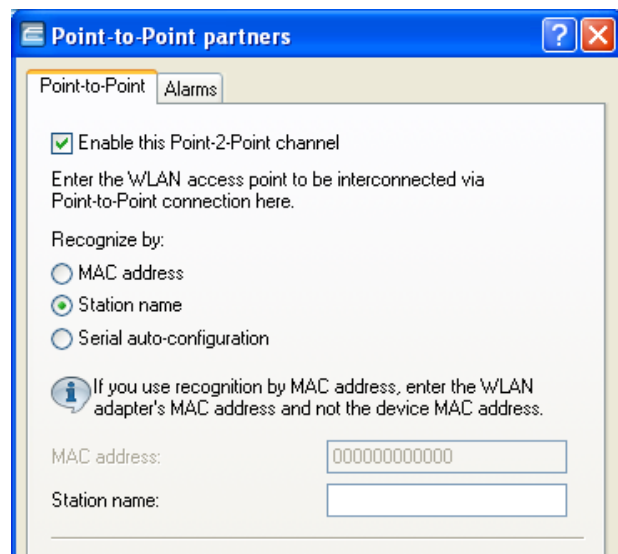 Point-to-Point partners
Point-to-Point Alarms
Enable this Point-2-Point channel
Enter the WLAN access point to be interconnected via
Point-to-Point connection here.
Recognize by:
MAC address
Station name
Serial auto-configuration
If you use recognition by MAC address, enter the WLAN
adapter's MAC address and not the device MAC address.
MAC address: 000000000000
Station name: